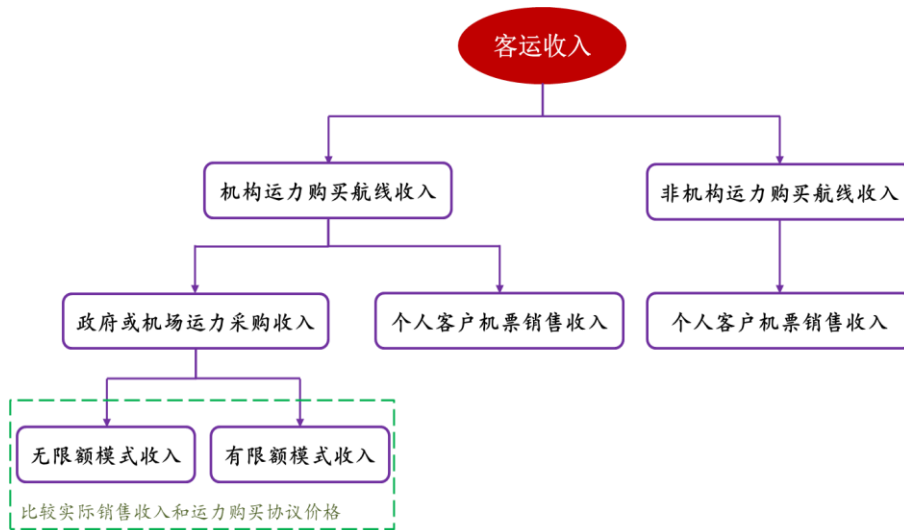 客运收入
机构运力购买航线收入
非机构运力购买航线收入
政府或机场运力采购收入
个人客户机票销售收入
个人客户机票销售收入
无限额模式收入
有限额模式收入
比较实际销售收入和运力购买协议价格